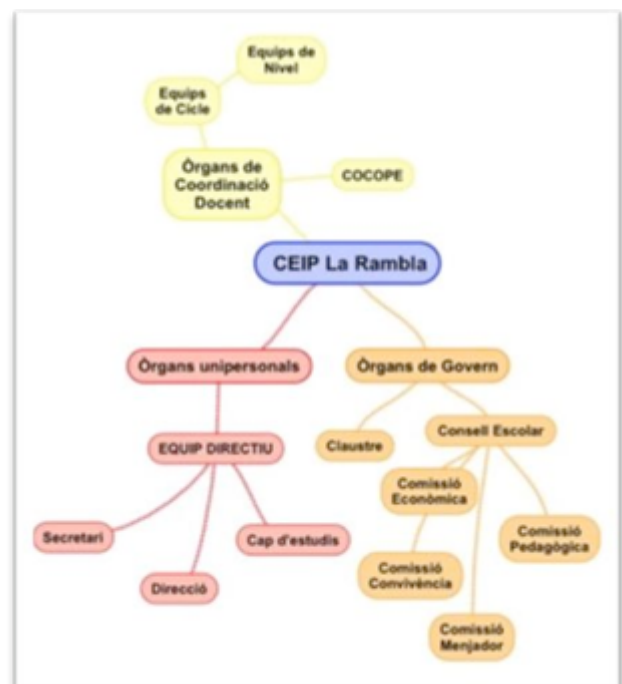 Equips de
Nivel
Equips
de Cicle
Òrgans de
Coordinació
Docent
COCOPE
CEIP La Rambla
Òrgans unipersonals
Òrgans de Govern
EQUIP DIRECTIU
Claustre
Consell Escolar
Comissió
Econòmica
Secretari
Cap d'estudis
Comissió
Pedagògica
Direcció
Comissió
Convivència
Comissió
Menjador